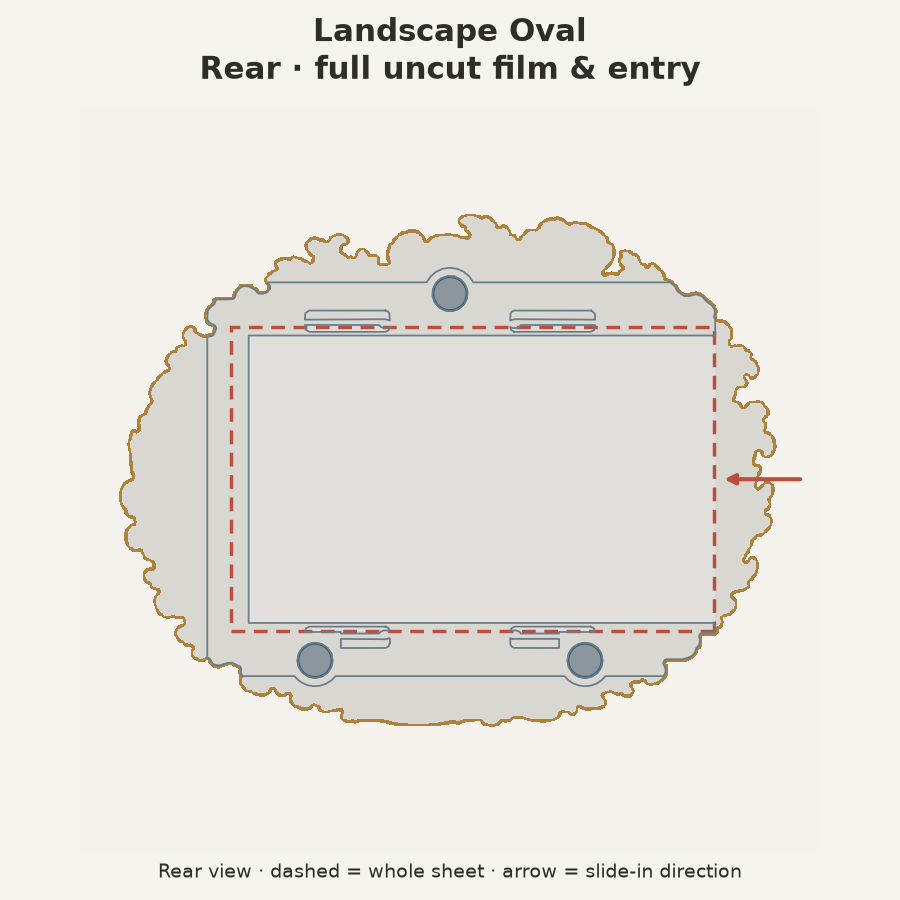 Landscape Oval
Rear · full uncut film & entry
Rear view · dashed = whole sheet · arrow = slide-in direction